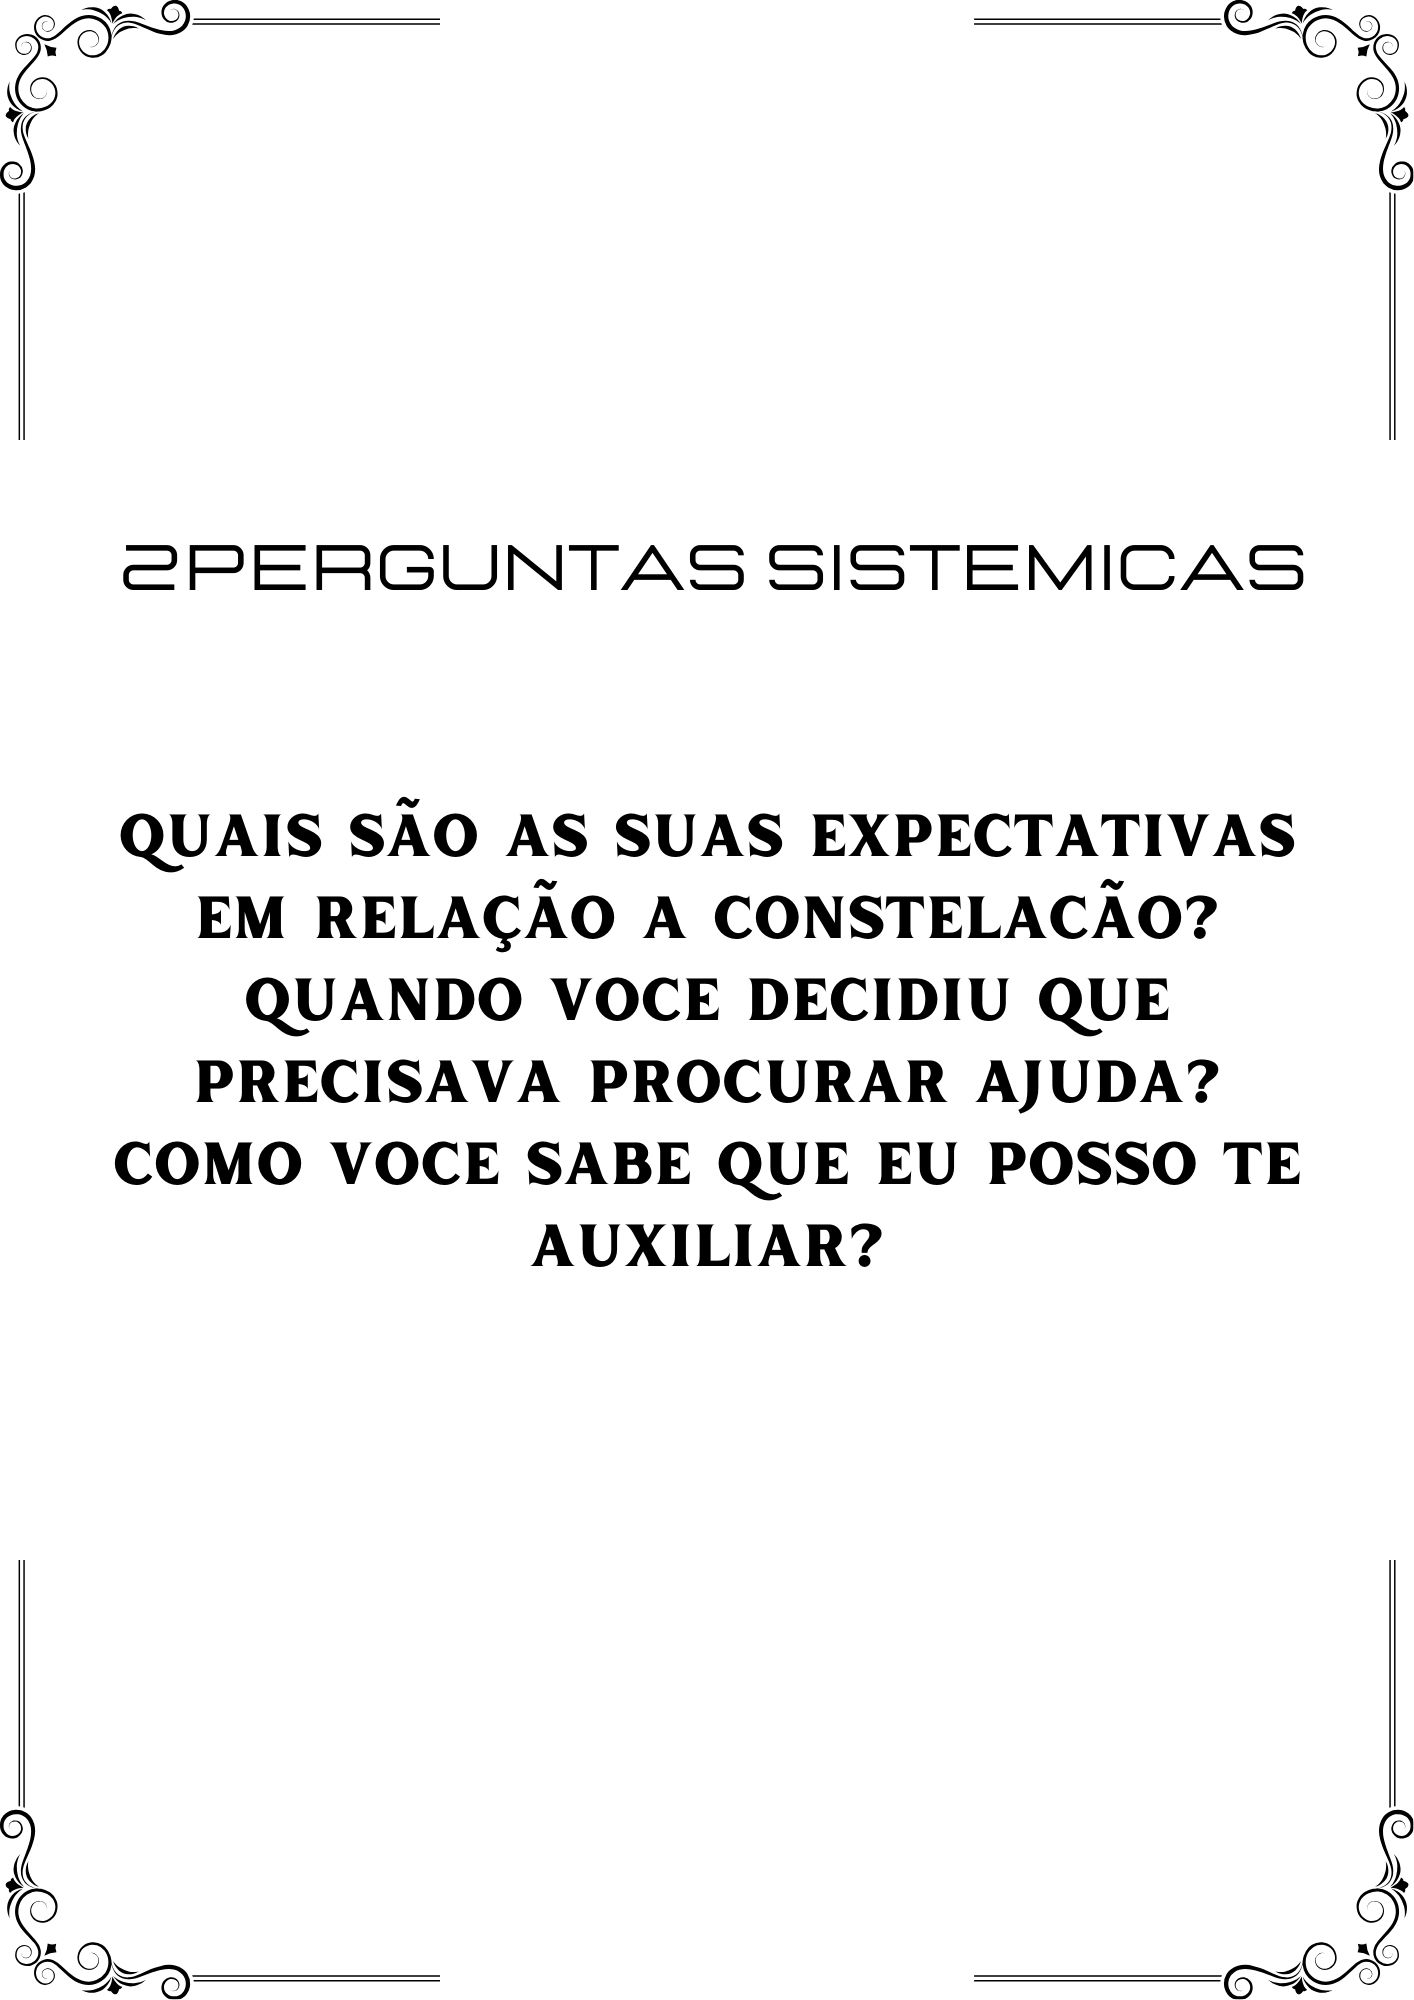 2PERGUNTAS SISTEMICAS
QUAIS SÃO AS SUAS EXPECTATIVAS
EM RELAÇÃO A CONSTELACÃO?
QUANDO VOCE DECIDIU QUE
PRECISAVA PROCURAR AJUDA?
COMO VOCE SABE QUE EU POSSO TE
AUXILIAR?